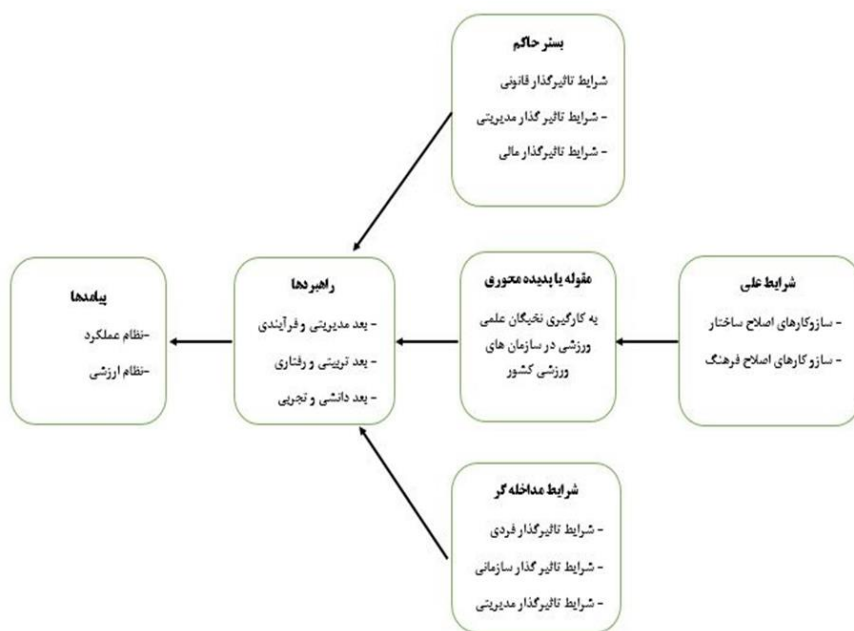 بستر حاکم
شرایط تاثیرگذار قانونی
- شرایط تاثیر گذار مدیریتی
- شرایط تاثیرگذار مالی
شرایط علی
- سازوکارهای اصلاح ساختار
- سازو کارهای اصلاح فرهنگ
مقوله یا پدیده محوری
به کارگیری نخبگان علمی
ورزشی در سازمان های
ورزشی کشور
راهبردها
- بعد مدیریتی و فرآیندی
- بعد تربیتی و رفتاری
- بعد دانشی و تجربی
پیامدها
-نظام عملکرد
-نظام ارزشی
شرایط مداخله گر
- شرایط تاثیرگذار فردی
- شرایط تاثیر گذار سازمانی
- شرایط تاثیرگذار مدیریتی